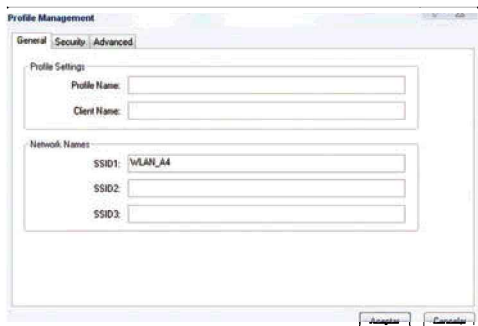 Profile Management
General Security Advanced
Profile Settings
Profile Name:
Client Name:
Network Names
SSID1: WLAN_A4
SSID2:
SSID3:
Aceptar Cancelar